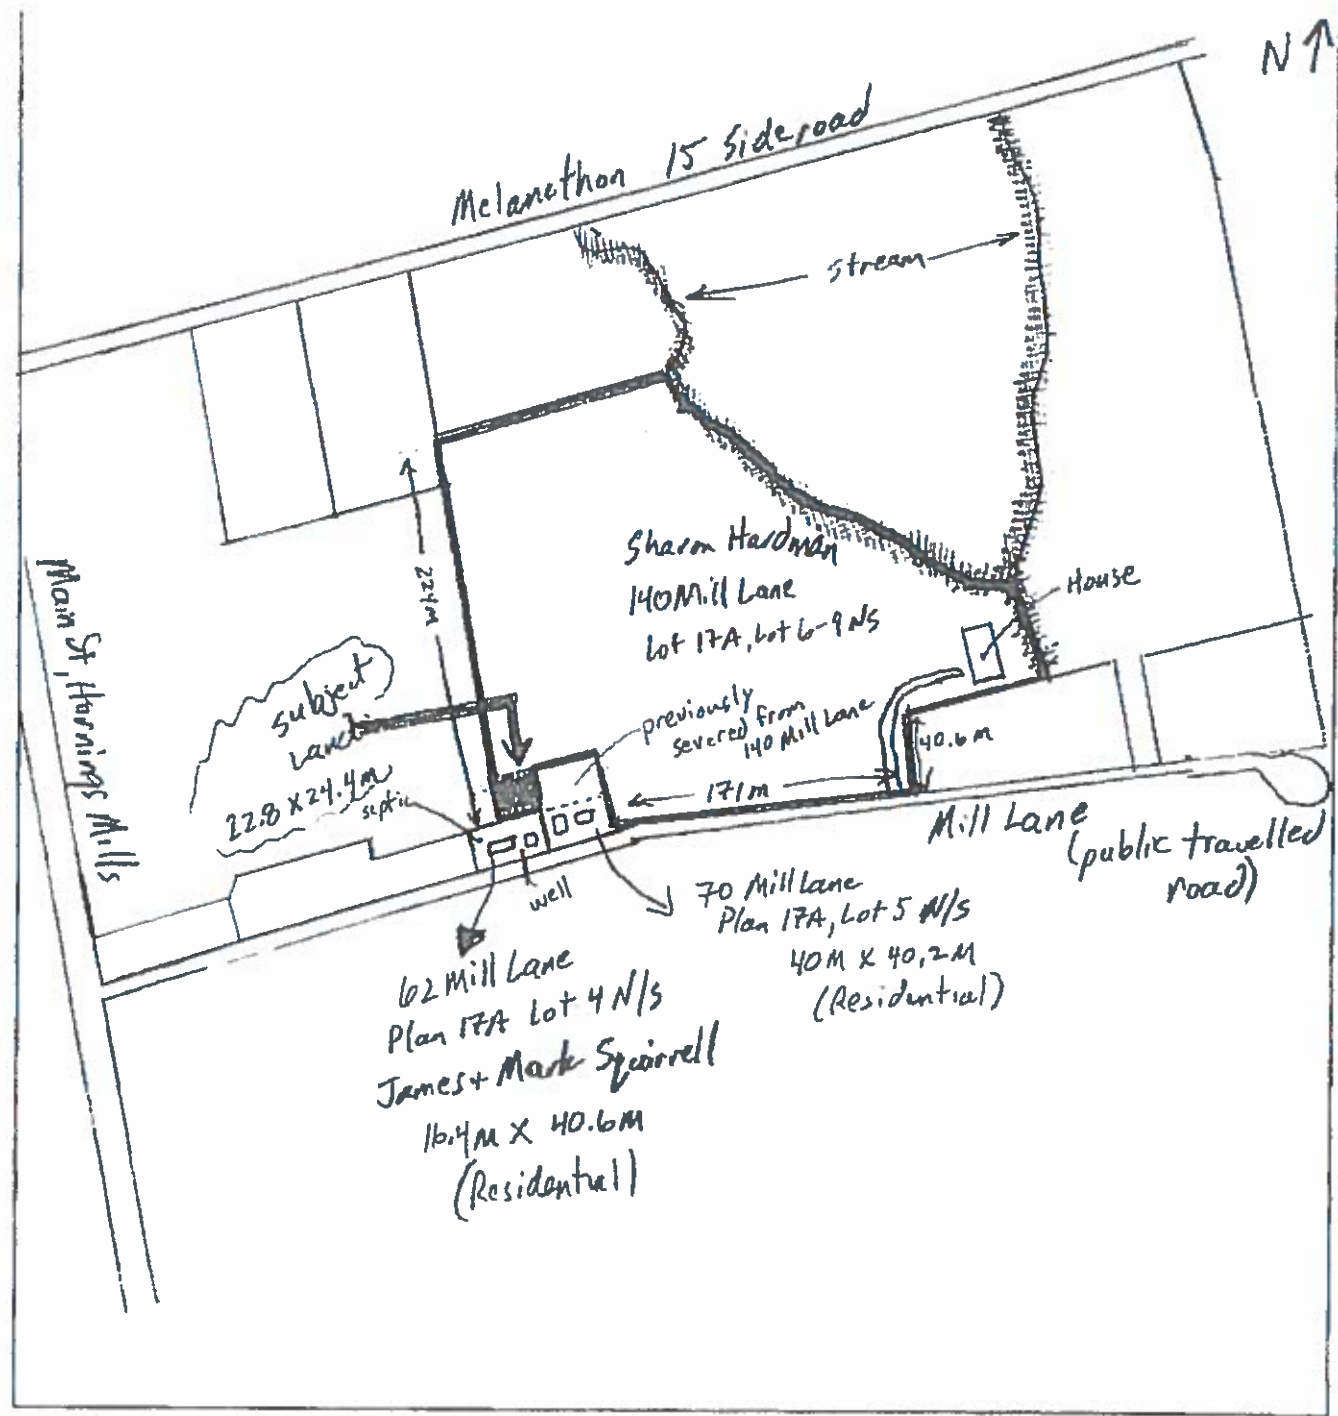 N
Melancthon 15 Sideroad
Stream
Sharon Hardman
140 Mill Lane
Lot 17A, Lot 6-9 N/S
House
224m
Main St, Hornings Mills
subject
Land
22.8 x 24.4m
septic
previously
severed from
140 Mill Lane
40.6m
171m
Mill Lane
(public travelled
road)
well
70 Mill Lane
Plan 17A, Lot 5 N/S
40M x 40.2M
(Residential)
62 Mill Lane
Plan 17A Lot 4 N/S
James + Mark Squirrell
16.4M x 40.6M
(Residential)